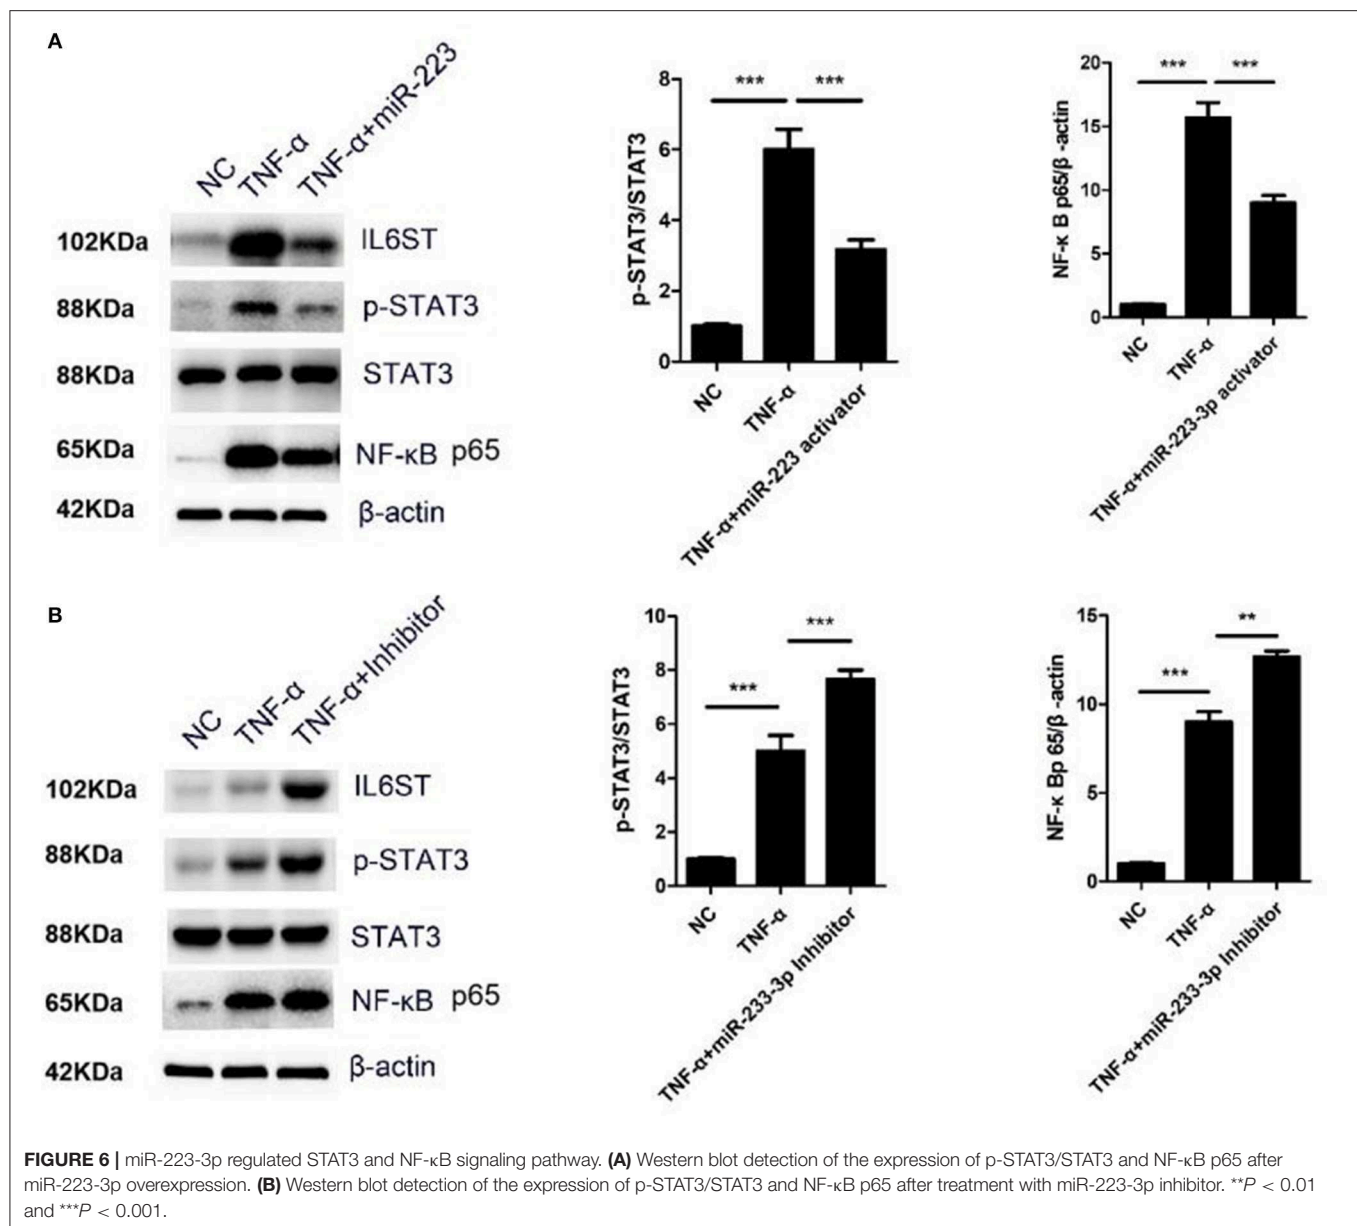 A
NC
TNF-α
TNF-α+miR-223
102KDa
IL6ST
88KDa
p-STAT3
88KDa
STAT3
65KDa
NF-κB p65
42KDa
β-actin
p-STAT3/STAT3
8
6
4
2
0
***
***
NC
TNF-α
TNF-α+miR-223 activator
NF-κ B p65/β -actin
20
15
10
5
0
***
***
NC
TNF-α
TNF-α+miR-223-3p activator
B
NC
TNF-α
TNF-α+Inhibitor
102KDa
IL6ST
88KDa
p-STAT3
88KDa
STAT3
65KDa
NF-κB p65
42KDa
β-actin
p-STAT3/STAT3
10
8
6
4
2
0
***
***
NC
TNF-α
TNF-α+miR-233-3p Inhibitor
NF-κ Bp 65/β -actin
15
10
5
0
***
**
NC
TNF-α
TNF-α+miR-233-3p Inhibitor
FIGURE 6 | miR-223-3p regulated STAT3 and NF-κB signaling pathway. (A) Western blot detection of the expression of p-STAT3/STAT3 and NF-κB p65 after
miR-223-3p overexpression. (B) Western blot detection of the expression of p-STAT3/STAT3 and NF-κB p65 after treatment with miR-223-3p inhibitor. **P < 0.01
and ***P < 0.001.